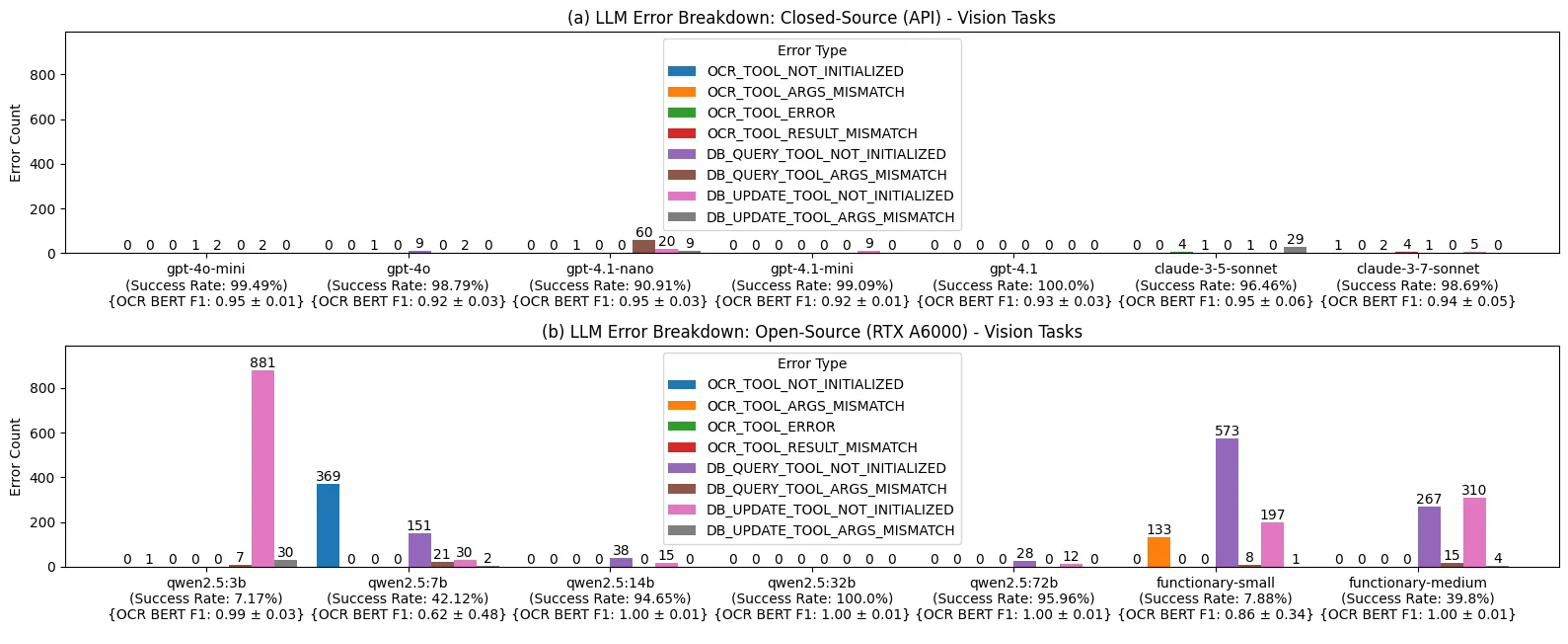 (a) LLM Error Breakdown: Closed-Source (API) - Vision Tasks
Error Count
800
600
400
200
0
Error Type
OCR_TOOL_NOT_INITIALIZED
OCR_TOOL_ARGS_MISMATCH
OCR_TOOL_ERROR
OCR_TOOL_RESULT_MISMATCH
DB_QUERY_TOOL_NOT_INITIALIZED
DB_QUERY_TOOL_ARGS_MISMATCH
DB_UPDATE_TOOL_NOT_INITIALIZED
DB_UPDATE_TOOL_ARGS_MISMATCH
0 0 0 1 2 0 2 0 0 0 1 0 9 0 2 0 0 0 1 0 0 60 20 9 0 0 0 0 0 0 9 0 0 0 0 0 0 0 0 0 0 0 4 1 0 1 0 29 1 0 2 4 1 0 5 0
gpt-4o-mini gpt-4o gpt-4.1-nano gpt-4.1-mini gpt-4.1 claude-3-5-sonnet claude-3-7-sonnet
(Success Rate: 99.49%) (Success Rate: 98.79%) (Success Rate: 90.91%) (Success Rate: 99.09%) (Success Rate: 100.0%) (Success Rate: 96.46%) (Success Rate: 98.69%)
{OCR BERT F1: 0.95 ± 0.01} {OCR BERT F1: 0.92 ± 0.03} {OCR BERT F1: 0.95 ± 0.03} {OCR BERT F1: 0.92 ± 0.01} {OCR BERT F1: 0.93 ± 0.03} {OCR BERT F1: 0.95 ± 0.06} {OCR BERT F1: 0.94 ± 0.05}
(b) LLM Error Breakdown: Open-Source (RTX A6000) - Vision Tasks
Error Count
800
600
400
200
0
Error Type
OCR_TOOL_NOT_INITIALIZED
OCR_TOOL_ARGS_MISMATCH
OCR_TOOL_ERROR
OCR_TOOL_RESULT_MISMATCH
DB_QUERY_TOOL_NOT_INITIALIZED
DB_QUERY_TOOL_ARGS_MISMATCH
DB_UPDATE_TOOL_NOT_INITIALIZED
DB_UPDATE_TOOL_ARGS_MISMATCH
0 1 0 0 0 7 881 30 369 0 0 0 151 21 30 2 0 0 0 0 38 0 15 0 0 0 0 0 0 0 0 0 0 0 0 0 28 0 12 0 0 133 0 0 573 8 197 1 0 0 0 0 267 15 310 4
qwen2.5:3b qwen2.5:7b qwen2.5:14b qwen2.5:32b qwen2.5:72b functionary-small functionary-medium
(Success Rate: 7.17%) (Success Rate: 42.12%) (Success Rate: 94.65%) (Success Rate: 100.0%) (Success Rate: 95.96%) (Success Rate: 7.88%) (Success Rate: 39.8%)
{OCR BERT F1: 0.99 ± 0.03} {OCR BERT F1: 0.62 ± 0.48} {OCR BERT F1: 1.00 ± 0.01} {OCR BERT F1: 1.00 ± 0.01} {OCR BERT F1: 1.00 ± 0.01} {OCR BERT F1: 0.86 ± 0.34} {OCR BERT F1: 1.00 ± 0.01}